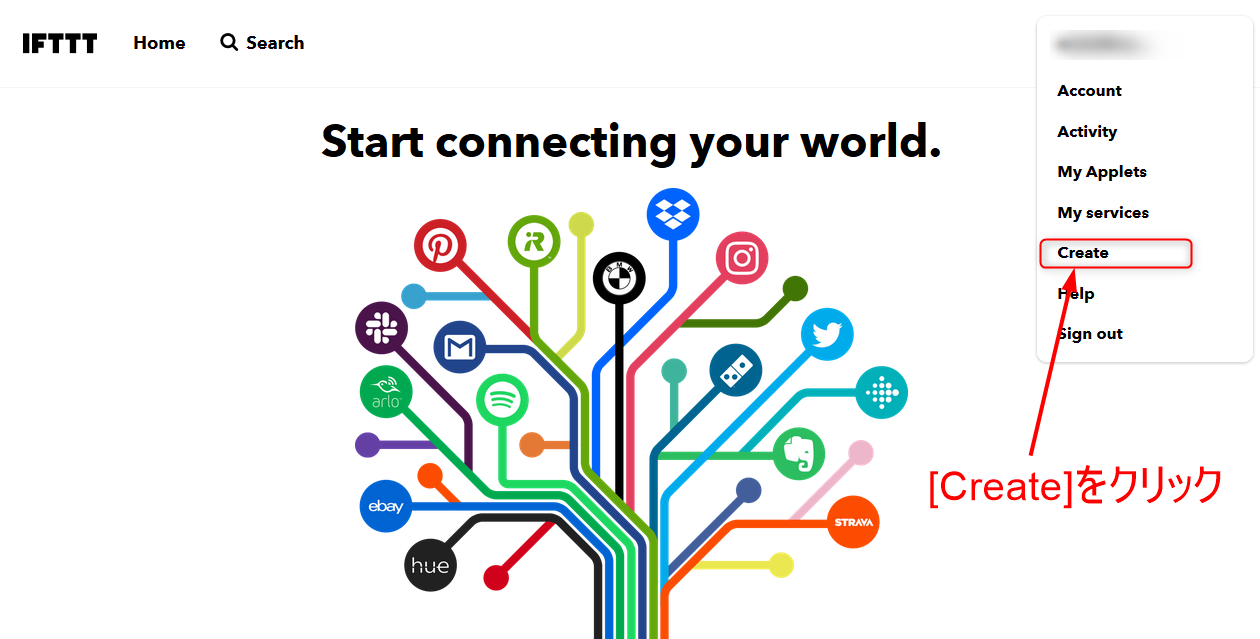 IFTTT Home Search
Account
Activity
My Applets
My services
Create
Help
Sign out
Start connecting your world.
BMW
arlo
ebay
hue
STRAVA
[Create]をクリック